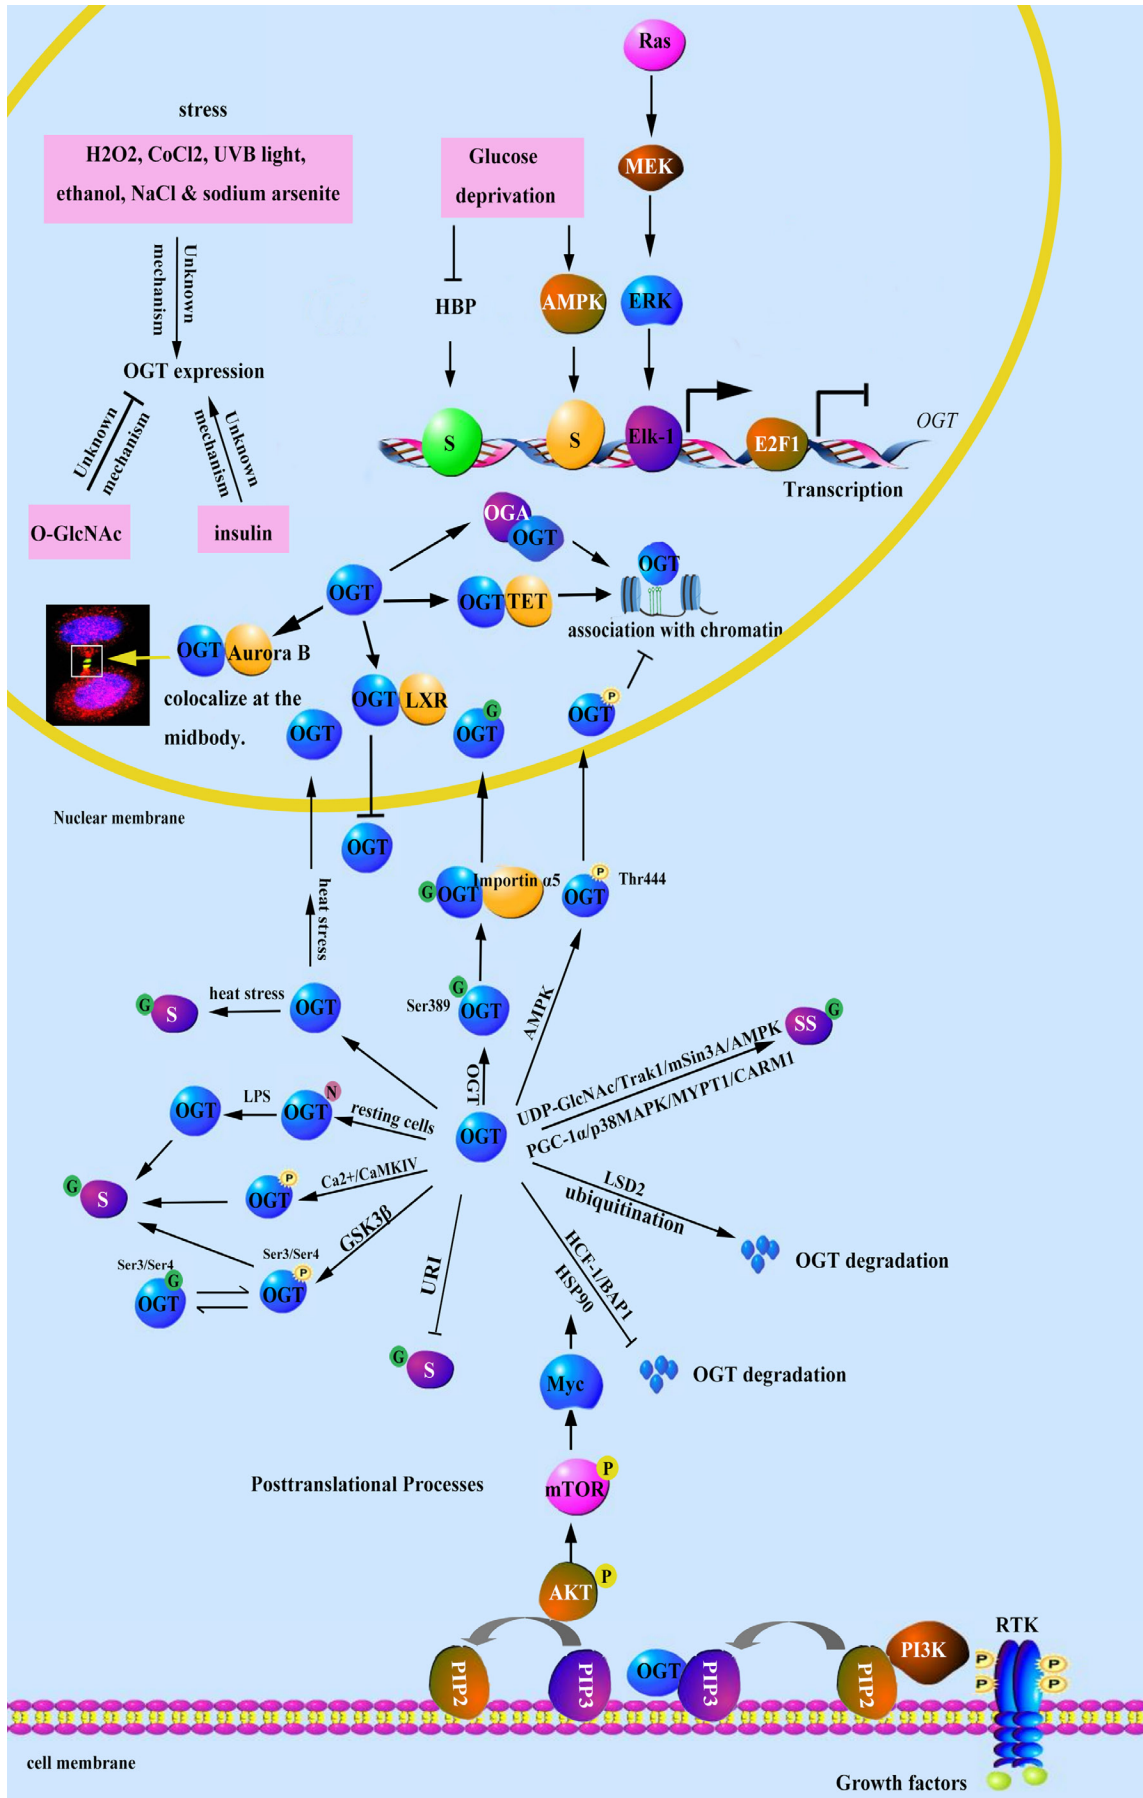 Ras
stress
H2O2, CoCl2, UVB light,
ethanol, NaCl & sodium arsenite
Glucose
deprivation
MEK
Unknown
mechanism
HBP
AMPK
ERK
OGT expression
Unknown
mechanism
Unknown
mechanism
S
S
Elk-1
E2F1
OGT
Transcription
O-GlcNAc
insulin
OGA
OGT
OGT
OGT
OGT
TET
association with chromatin
OGT
Aurora B
colocalize at the
midbody.
OGT
LXR
OGT
G
OGT
P
OGT
Nuclear membrane
OGT
G
OGT
Importin α5
P
OGT
Thr444
heat stress
G
S
heat stress
OGT
Ser389
G
OGT
AMPK
OGT
UDP-GlcNAc/Trak1/mSin3A/AMPK
PGC-1α/p38MAPK/MYPT1/CARM1
SS
G
OGT
LPS
OGT
N
resting cells
OGT
G
S
OGT
P
Ca2+/CaMKIV
LSD2
ubiquitination
OGT degradation
Ser3/Ser4
G
OGT
Ser3/Ser4
P
OGT
GSK3β
URI
HCF-1/BAP1
HSP90
G
S
Myc
OGT degradation
Posttranslational Processes
mTOR
P
AKT
P
PIP2
PIP3
OGT
PIP3
PIP2
PI3K
RTK
P
P
P
P
cell membrane
Growth factors